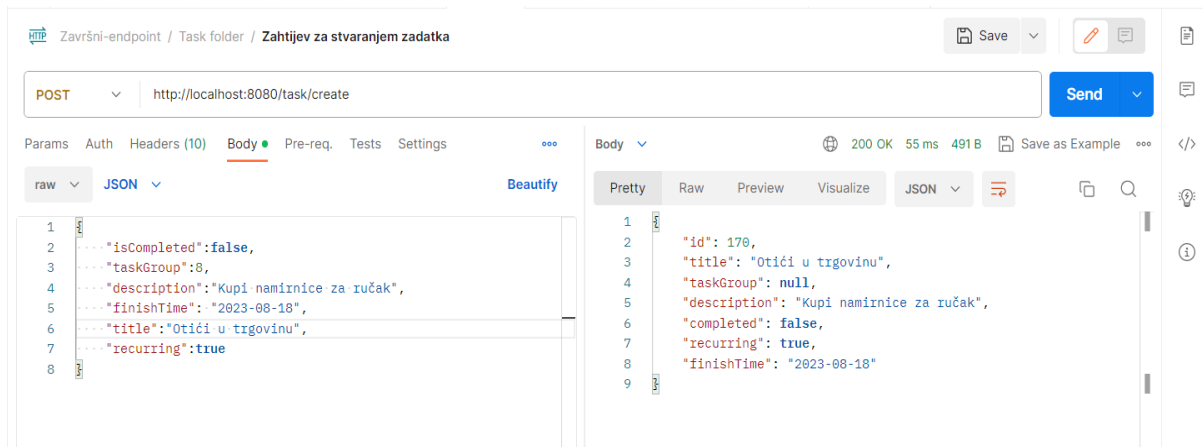 HTTP Završni-endpoint / Task folder / Zahtijev za stvaranjem zadatka
Save
POST http://localhost:8080/task/create
Send
Params Auth Headers (10) Body Pre-req. Tests Settings
raw JSON Beautify
1 {
2 ····"isCompleted":false,
3 ····"taskGroup":8,
4 ····"description":"Kupi·namirnice·za·ručak",
5 ····"finishTime":·"2023-08-18",
6 ····"title":"Otići·u·trgovinu",
7 ····"recurring":true
8 }
Body 200 OK 55 ms 491 B Save as Example
Pretty Raw Preview Visualize JSON
1 {
2 "id": 170,
3 "title": "Otići u trgovinu",
4 "taskGroup": null,
5 "description": "Kupi namirnice za ručak",
6 "completed": false,
7 "recurring": true,
8 "finishTime": "2023-08-18"
9 }